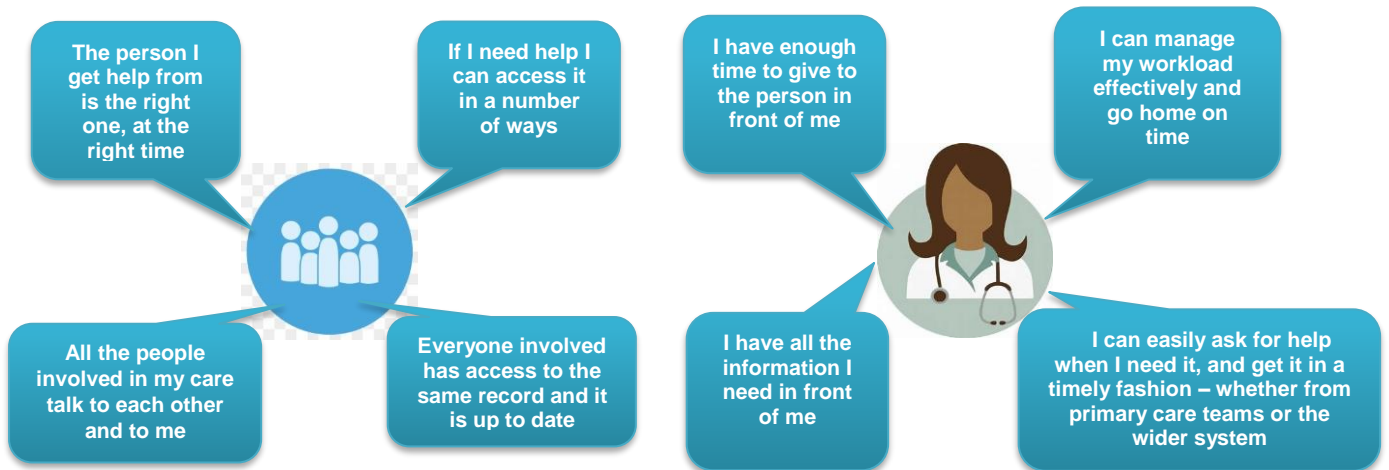 The person I
get help from
is the right
one, at the
right time
If I need help I
can access it
in a number
of ways
All the people
involved in my care
talk to each other
and to me
Everyone involved
has access to the
same record and it
is up to date
I have enough
time to give to
the person in
front of me
I can manage
my workload
effectively and
go home on
time
I have all the
information I
need in front
of me
I can easily ask for help
when I need it, and get it in a
timely fashion – whether from
primary care teams or the
wider system